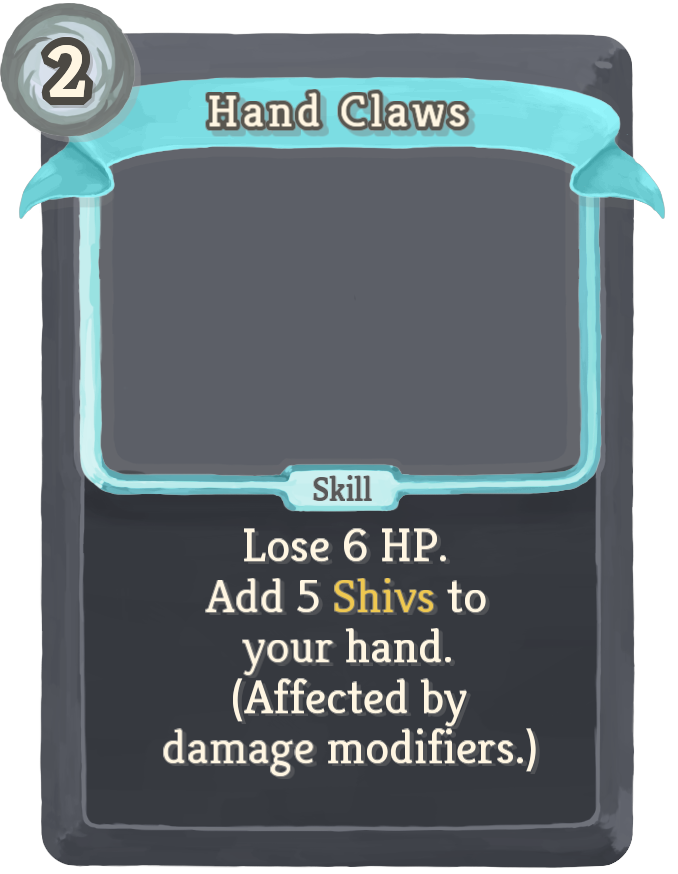 2
Hand Claws
Skill
Lose 6 HP.
Add 5 Shivs to
your hand.
(Affected by
damage modifiers.)